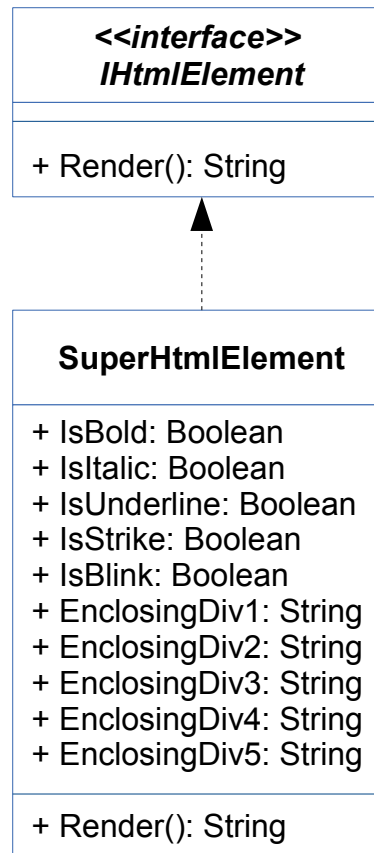 <<interface>>
IHtmlElement
+ Render(): String
SuperHtmlElement
+ IsBold: Boolean
+ IsItalic: Boolean
+ IsUnderline: Boolean
+ IsStrike: Boolean
+ IsBlink: Boolean
+ EnclosingDiv1: String
+ EnclosingDiv2: String
+ EnclosingDiv3: String
+ EnclosingDiv4: String
+ EnclosingDiv5: String
+ Render(): String